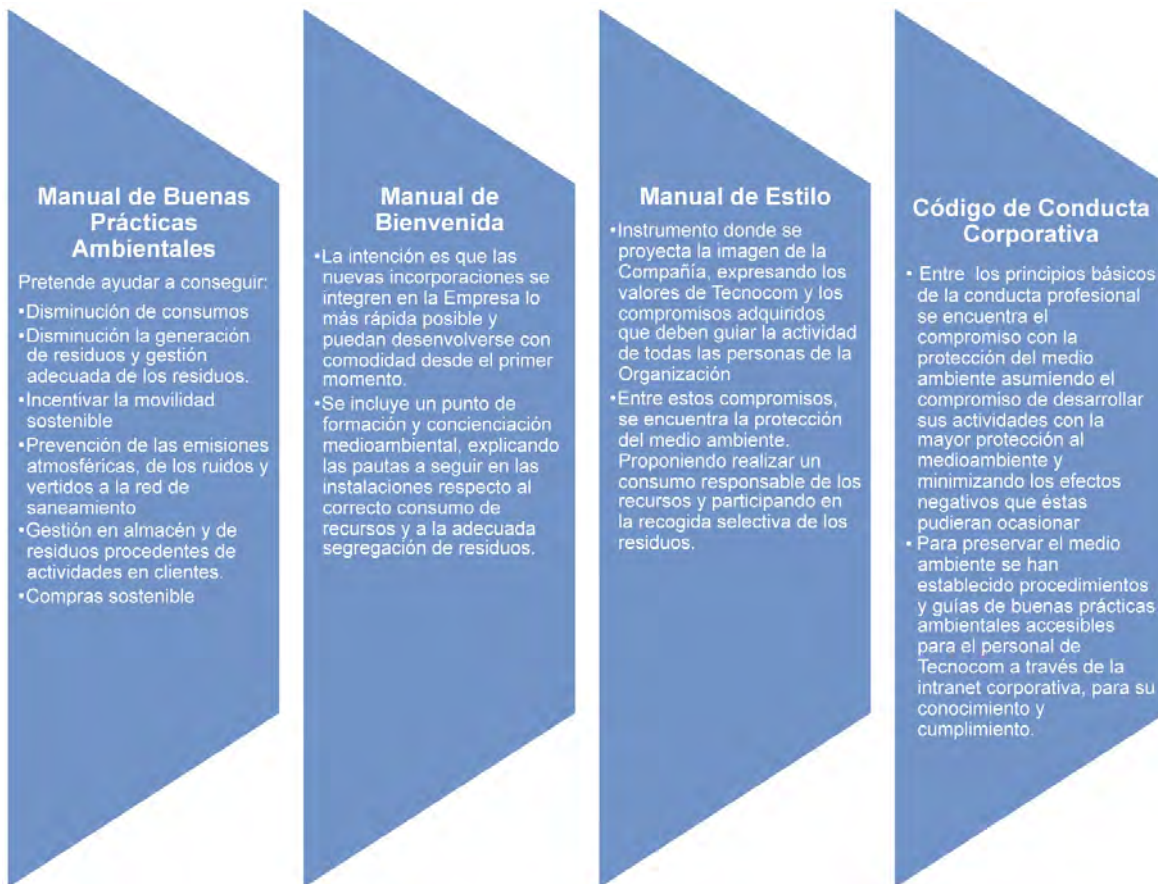 Manual de Buenas
Prácticas
Ambientales
Pretende ayudar a conseguir:
•Disminución de consumos
•Disminución la generación
de residuos y gestión
adecuada de los residuos.
•Incentivar la movilidad
sostenible
•Prevención de las emisiones
atmosféricas, de los ruidos y
vertidos a la red de
saneamiento
•Gestión en almacén y de
residuos procedentes de
actividades en clientes.
•Compras sostenible
Manual de
Bienvenida
•La intención es que las
nuevas incorporaciones se
integren en la Empresa lo
más rápida posible y
puedan desenvolverse con
comodidad desde el primer
momento.
•Se incluye un punto de
formación y concienciación
medioambiental, explicando
las pautas a seguir en las
instalaciones respecto al
correcto consumo de
recursos y a la adecuada
segregación de residuos.
Manual de Estilo
•Instrumento donde se
proyecta la imagen de la
Compañía, expresando los
valores de Tecnocom y los
compromisos adquiridos
que deben guiar la actividad
de todas las personas de la
Organización
•Entre estos compromisos,
se encuentra la protección
del medio ambiente.
Proponiendo realizar un
consumo responsable de los
recursos y participando en
la recogida selectiva de los
residuos.
Código de Conducta
Corporativa
• Entre los principios básicos
de la conducta profesional
se encuentra el
compromiso con la
protección del medio
ambiente asumiendo el
compromiso de desarrollar
sus actividades con la
mayor protección al
medioambiente y
minimizando los efectos
negativos que éstas
pudieran ocasionar
• Para preservar el medio
ambiente se han
establecido procedimientos
y guías de buenas prácticas
ambientales accesibles
para el personal de
Tecnocom a través de la
intranet corporativa, para su
conocimiento y
cumplimiento.